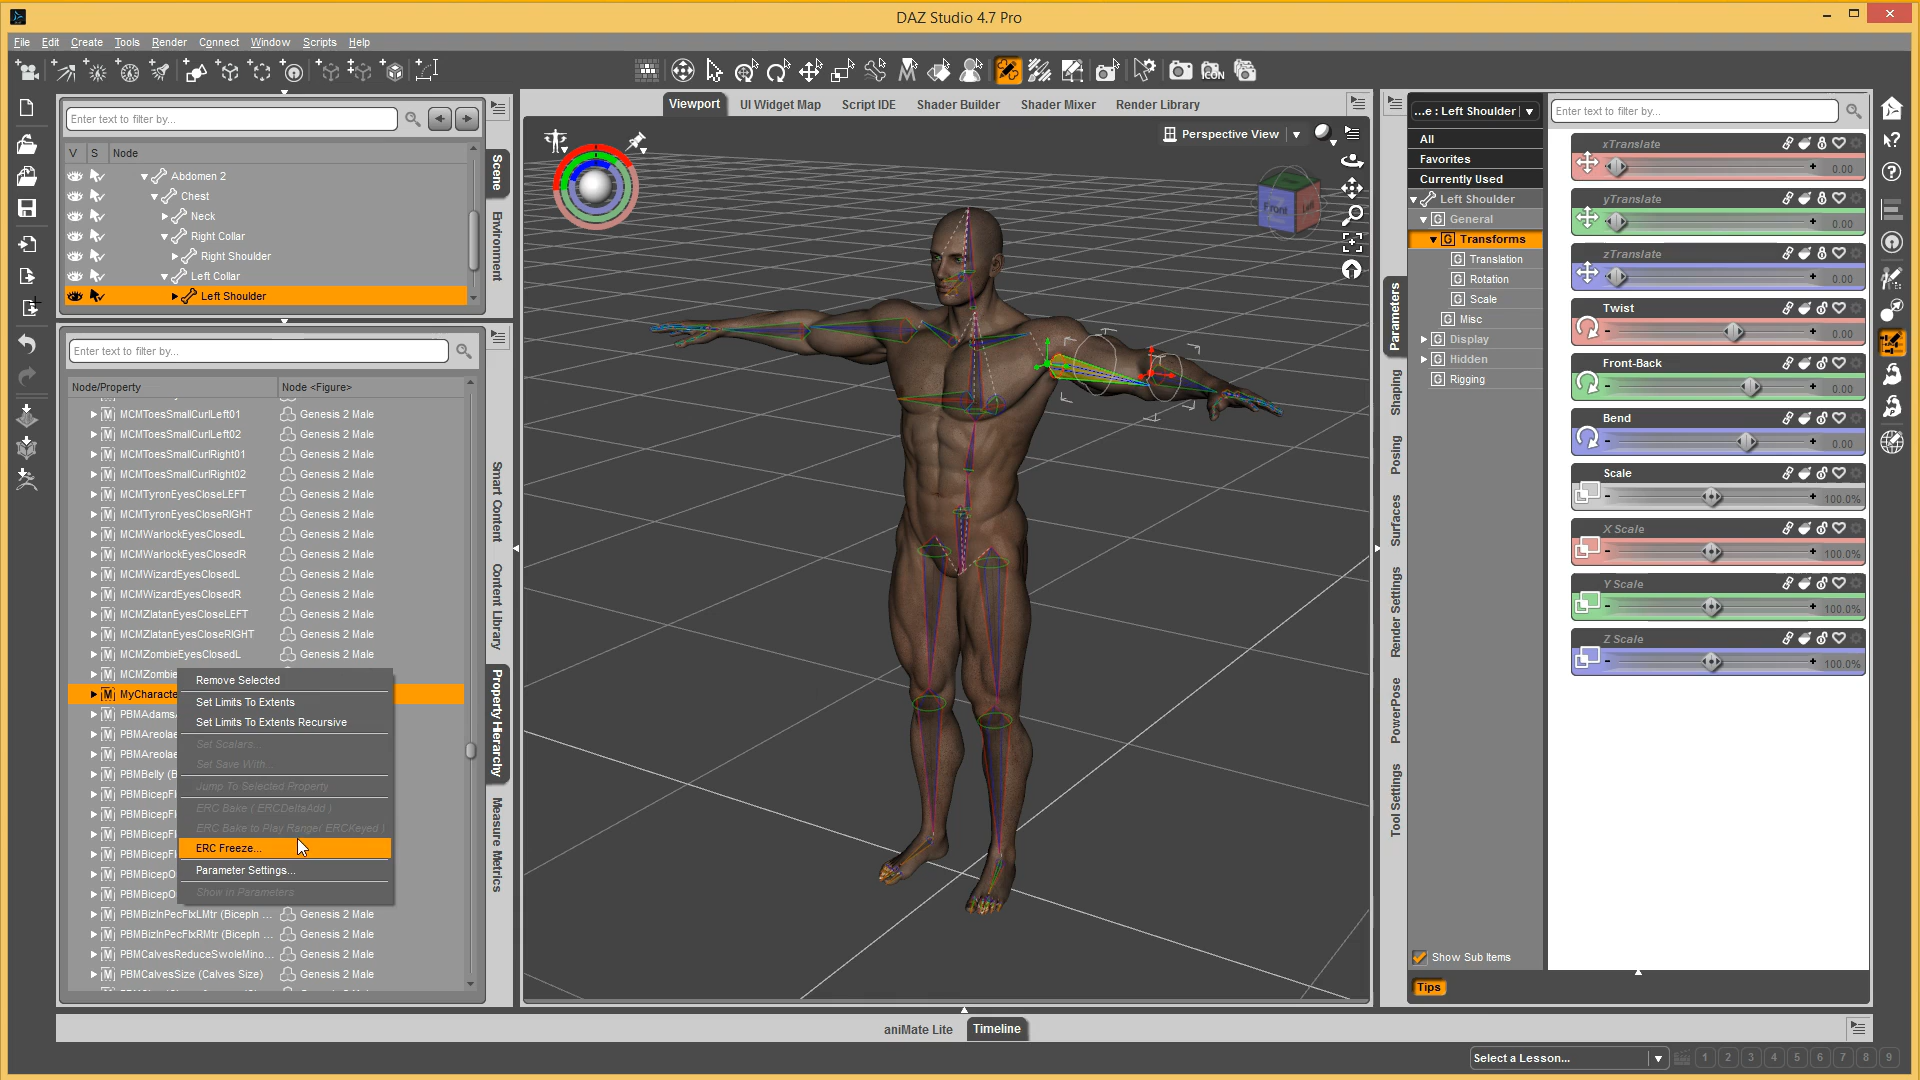 DAZ Studio 4.7 Pro
File Edit Create Tools Render Connect Window Scripts Help
ICON
Enter text to filter by...
V S Node
Abdomen 2
Chest
Neck
Right Collar
Right Shoulder
Left Collar
Left Shoulder
Scene
Environment
Enter text to filter by...
Node/Property Node <Figure>
MCMToesSmallCurlLeft01 Genesis 2 Male
MCMToesSmallCurlLeft02 Genesis 2 Male
MCMToesSmallCurlRight01 Genesis 2 Male
MCMToesSmallCurlRight02 Genesis 2 Male
MCMTyronEyesCloseLEFT Genesis 2 Male
MCMTyronEyesCloseRIGHT Genesis 2 Male
MCMWarlockEyesClosedL Genesis 2 Male
MCMWarlockEyesClosedR Genesis 2 Male
MCMWizardEyesClosedL Genesis 2 Male
MCMWizardEyesClosedR Genesis 2 Male
MCMZlatanEyesCloseLEFT Genesis 2 Male
MCMZlatanEyesCloseRIGHT Genesis 2 Male
MCMZombieEyesClosedL Genesis 2 Male
MCMZombie
MyCharacte
PBMAdams
PBMAreolae
PBMAreolae
PBMBelly (B
PBMBicepFl
PBMBicepFl
PBMBicepFl
PBMBicepFl
PBMBicepO
PBMBicepO
PBMBizInPecFlxLMtr (BicepIn ... Genesis 2 Male
PBMBizInPecFlxRMtr (BicepIn ... Genesis 2 Male
PBMCalvesReduceSwoleMino... Genesis 2 Male
PBMCalvesSize (Calves Size) Genesis 2 Male
Remove Selected
Set Limits To Extents
Set Limits To Extents Recursive
Set Scalars...
Set Save With...
Jump To Selected Property
ERC Bake ( ERCDeltaAdd )
ERC Bake to Play Range( ERCKeyed )
ERC Freeze...
Parameter Settings...
Show in Parameters
Smart Content
Content Library
Property Hierarchy
Measure Metrics
Viewport UI Widget Map Script IDE Shader Builder Shader Mixer Render Library
Perspective View
Front Left
Parameters
Shaping
Posing
Surfaces
Render Settings
PowerPose
Tool Settings
...e : Left Shoulder
All
Favorites
Currently Used
Left Shoulder
G General
G Transforms
G Translation
G Rotation
G Scale
G Misc
G Display
G Hidden
G Rigging
Show Sub Items
Tips
Enter text to filter by...
xTranslate
0.00
yTranslate
0.00
zTranslate
0.00
Twist
0.00
Front-Back
0.00
Bend
0.00
Scale
100.0%
X Scale
100.0%
Y Scale
100.0%
Z Scale
100.0%
aniMate Lite Timeline
Select a Lesson... 1 2 3 4 5 6 7 8 9